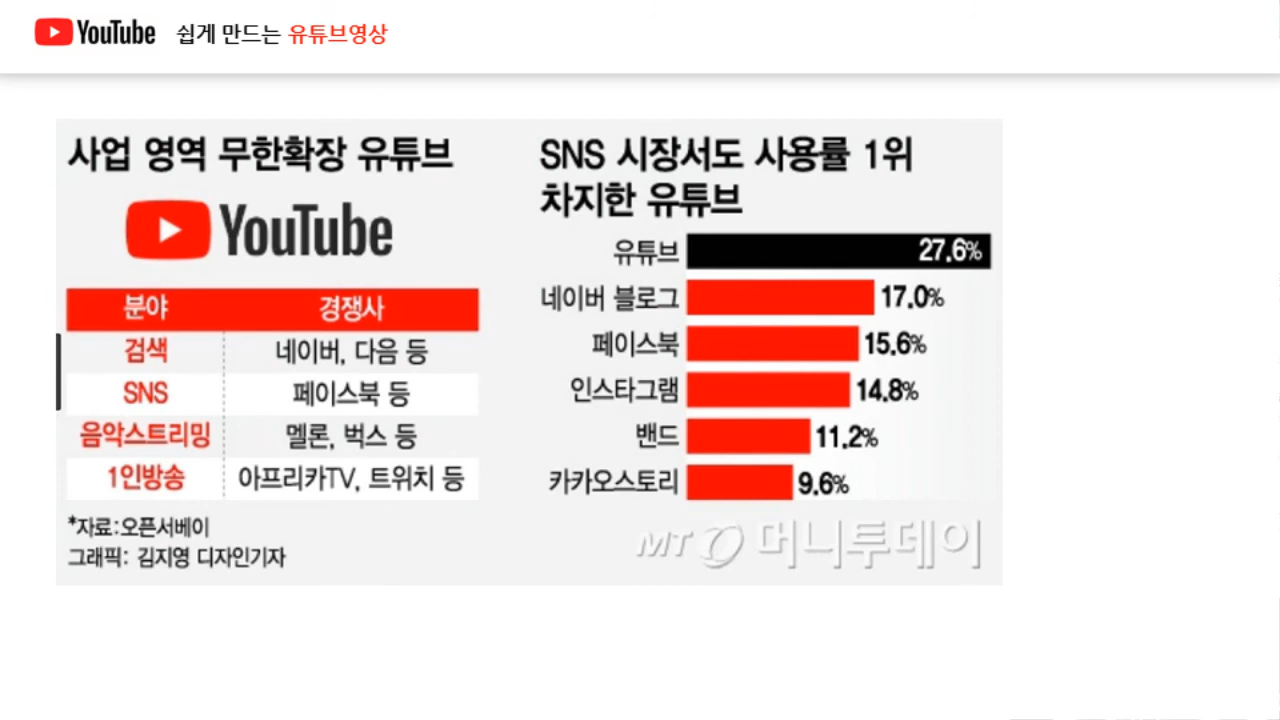 YouTube 쉽게 만드는 유튜브영상
사업 영역 무한확장 유튜브
YouTube
분야 경쟁사
검색 네이버, 다음 등
SNS 페이스북 등
음악스트리밍 멜론, 벅스 등
1인방송 아프리카TV, 트위치 등
*자료:오픈서베이
그래픽: 김지영 디자인기자
SNS 시장서도 사용률 1위
차지한 유튜브
유튜브 27.6%
네이버 블로그 17.0%
페이스북 15.6%
인스타그램 14.8%
밴드 11.2%
카카오스토리 9.6%
MT 머니투데이